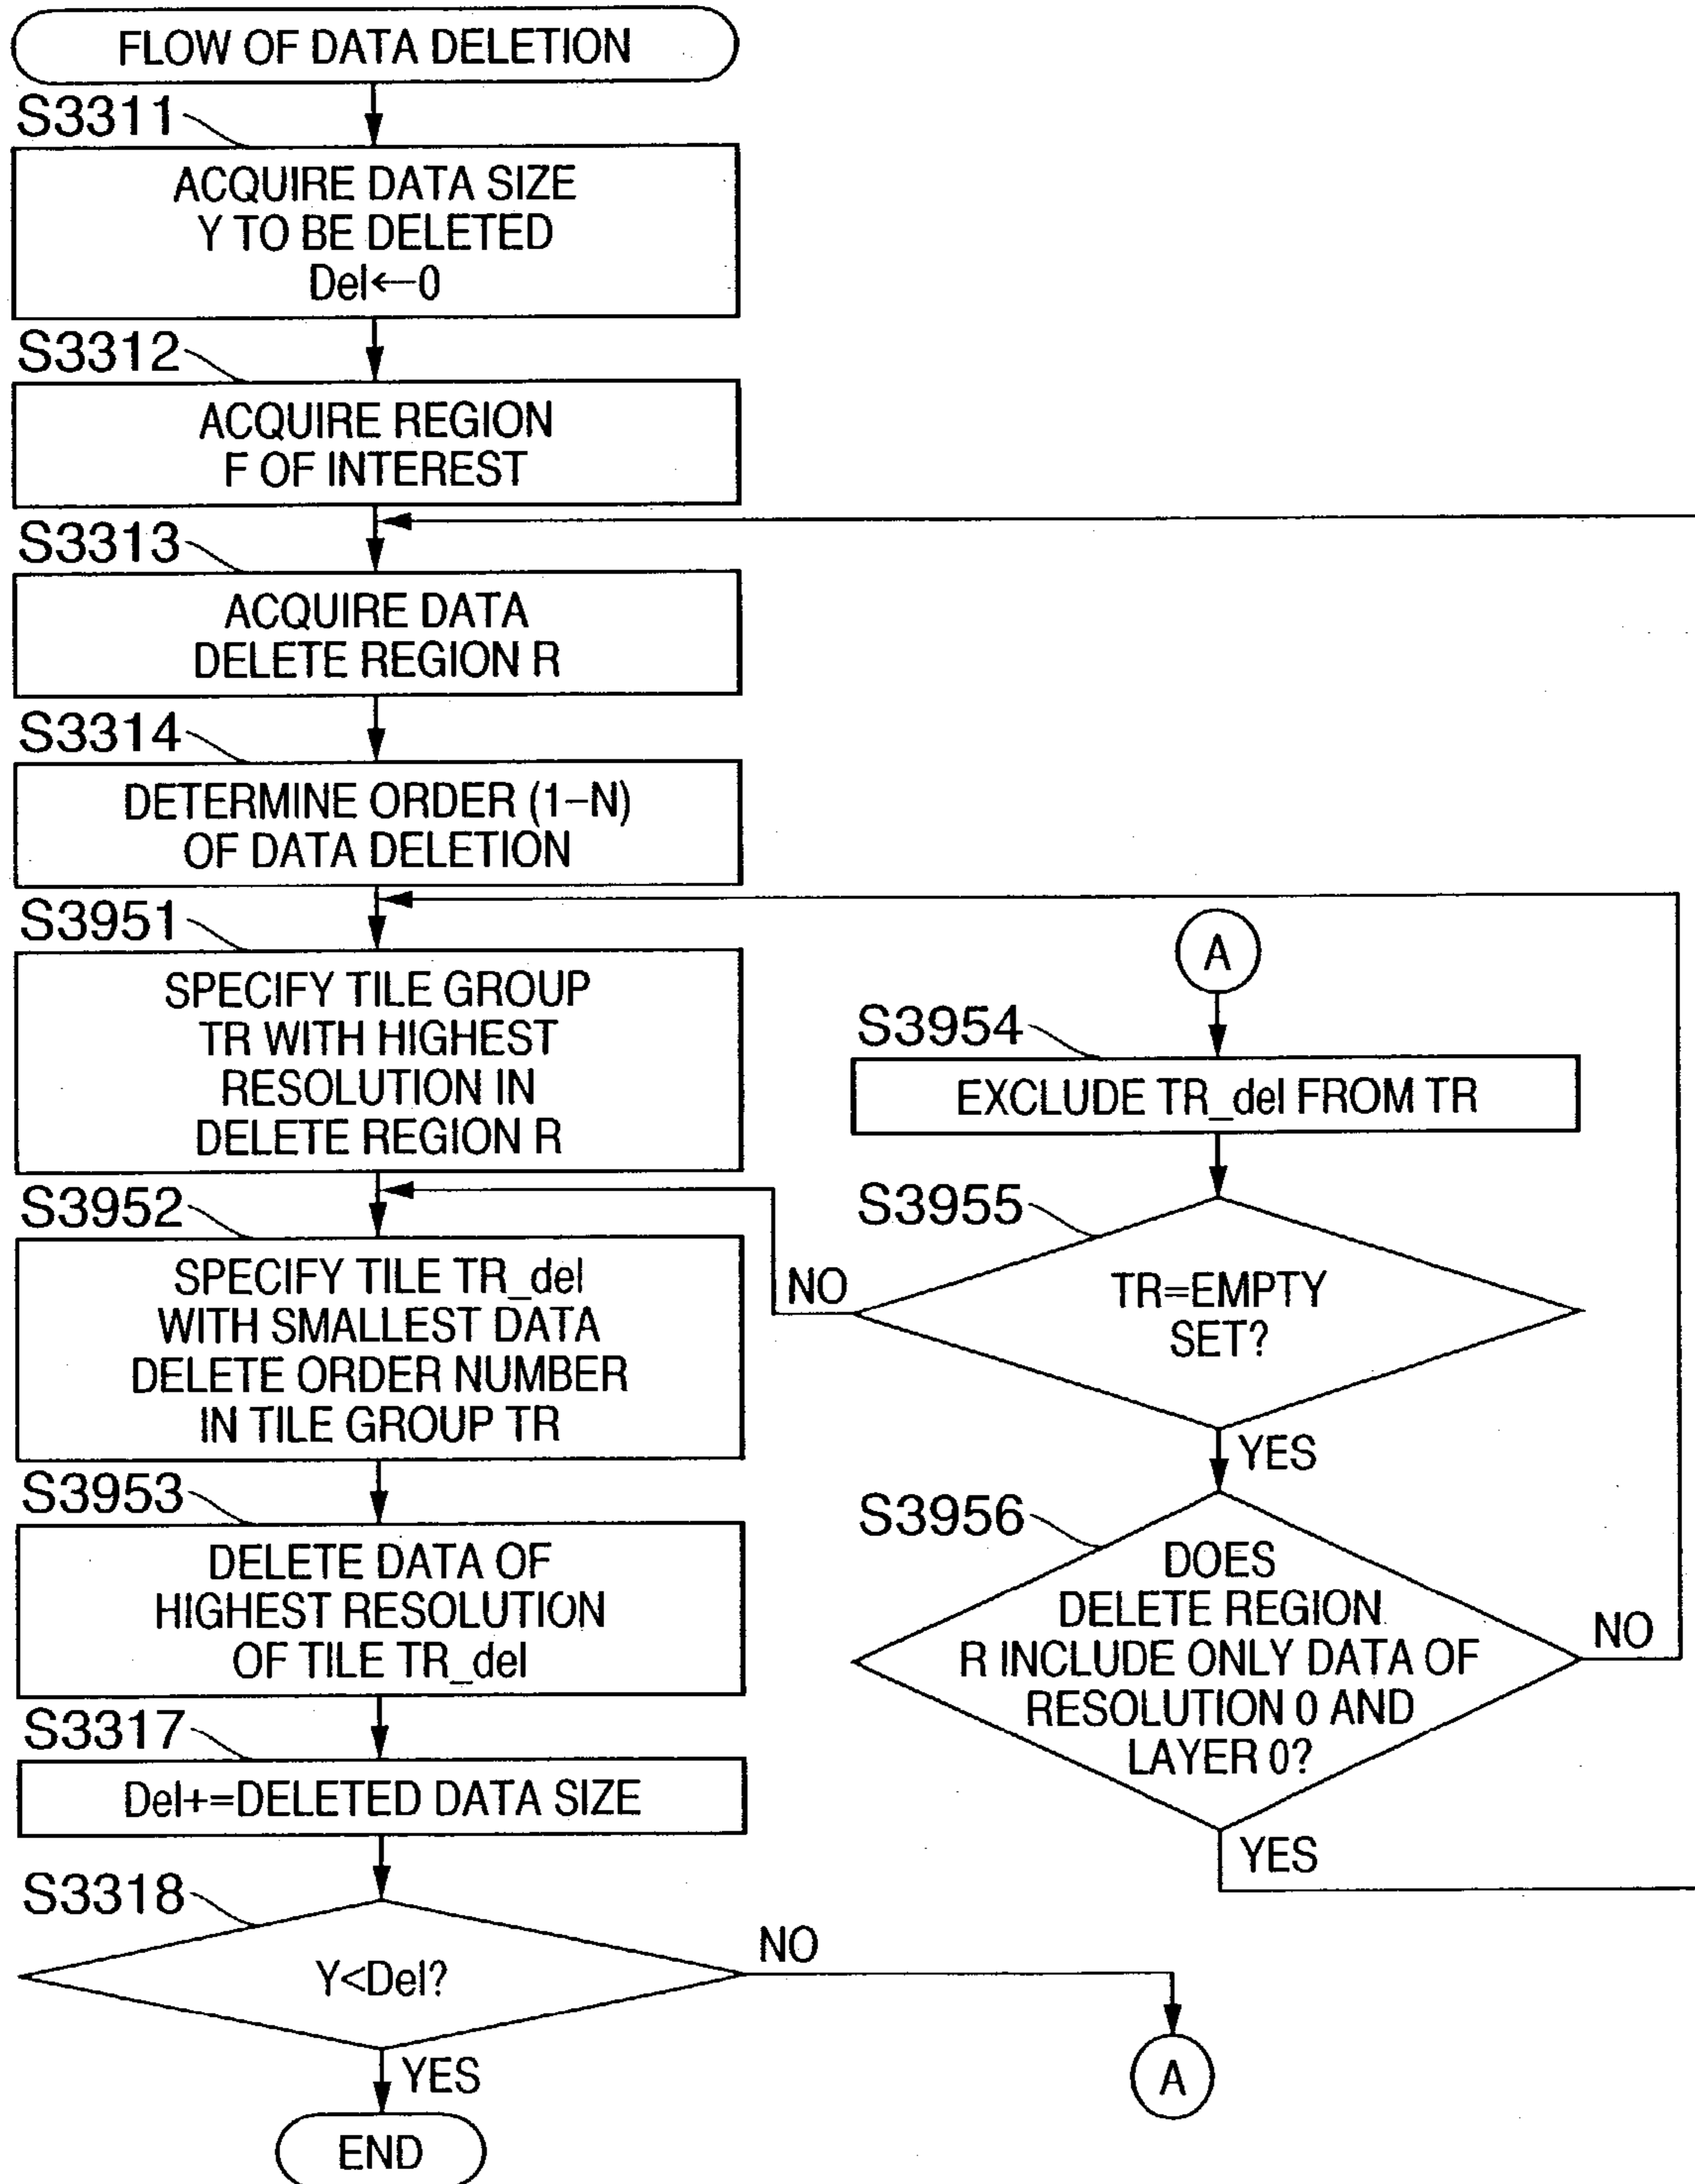 FLOW OF DATA DELETION
S3311
ACQUIRE DATA SIZE
Y TO BE DELETED
Del←0
S3312
ACQUIRE REGION
F OF INTEREST
S3313
ACQUIRE DATA
DELETE REGION R
S3314
DETERMINE ORDER (1–N)
OF DATA DELETION
S3951
SPECIFY TILE GROUP
TR WITH HIGHEST
RESOLUTION IN
DELETE REGION R
S3952
SPECIFY TILE TR_del
WITH SMALLEST DATA
DELETE ORDER NUMBER
IN TILE GROUP TR
S3953
DELETE DATA OF
HIGHEST RESOLUTION
OF TILE TR_del
S3317
Del+=DELETED DATA SIZE
S3318
Y<Del?
NO
A
YES
END
A
S3954
EXCLUDE TR_del FROM TR
S3955
TR=EMPTY
SET?
NO
YES
S3956
DOES
DELETE REGION
R INCLUDE ONLY DATA OF
RESOLUTION 0 AND
LAYER 0?
NO
YES